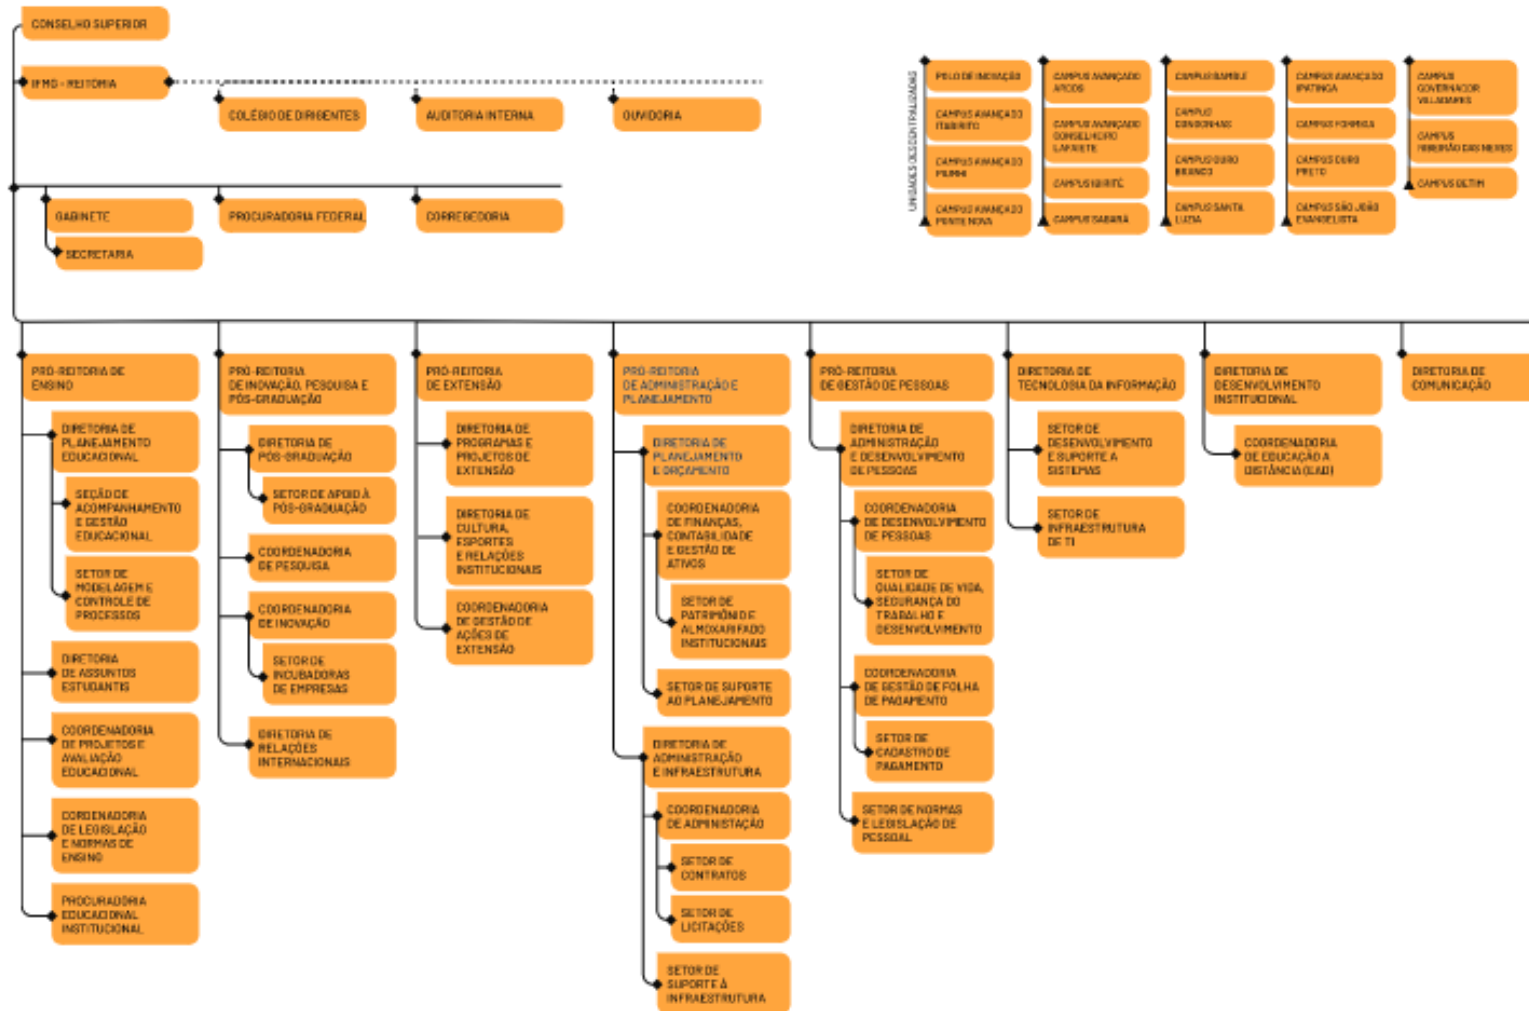 CONSELHO SUPERIOR
IFMG - REITORIA
COLÉGIO DE DIRIGENTES
AUDITORIA INTERNA
OUVIDORIA
GABINETE
SECRETARIA
PROCURADORIA FEDERAL
CORREGEDORIA
UNIDADES DESCENTRALIZADAS
POLO DE INOVAÇÃO
CAMPUS AVANÇADO
ITABIRITO
CAMPUS AVANÇADO
PIUMHI
CAMPUS AVANÇADO
PONTE NOVA
CAMPUS AVANÇADO
ARCOS
CAMPUS AVANÇADO
CONSELHEIRO
LAFAIETE
CAMPUS IBIRITÉ
CAMPUS SABARÁ
CAMPUS BAMBUÍ
CAMPUS
CONGONHAS
CAMPUS OURO
BRANCO
CAMPUS SANTA
LUZIA
CAMPUS AVANÇADO
IPATINGA
CAMPUS FORMIGA
CAMPUS OURO
PRETO
CAMPUS SÃO JOÃO
EVANGELISTA
CAMPUS
GOVERNADOR
VALADARES
CAMPUS
RIBEIRÃO DAS NEVES
CAMPUS BETIM
PRÓ-REITORIA DE
ENSINO
DIRETORIA DE
PLANEJAMENTO
EDUCACIONAL
SEÇÃO DE
ACOMPANHAMENTO
E GESTÃO
EDUCACIONAL
SETOR DE
MODELAGEM E
CONTROLE DE
PROCESSOS
DIRETORIA
DE ASSUNTOS
ESTUDANTIS
COORDENADORIA
DE PROJETOS E
AVALIAÇÃO
EDUCACIONAL
CORDENADORIA
DE LEGISLAÇÃO
E NORMAS DE
ENSINO
PROCURADORIA
EDUCACIONAL
INSTITUCIONAL
PRÓ-REITORIA
DE INOVAÇÃO, PESQUISA E
PÓS-GRADUAÇÃO
DIRETORIA DE
PÓS-GRADUAÇÃO
SETOR DE APOIO À
PÓS-GRADUAÇÃO
COORDENADORIA
DE PESQUISA
COORDENADORIA
DE INOVAÇÃO
SETOR DE
INCUBADORAS
DE EMPRESAS
DIRETORIA DE
RELAÇÕES
INTERNACIONAIS
PRÓ-REITORIA
DE EXTENSÃO
DIRETORIA DE
PROGRAMAS E
PROJETOS DE
EXTENSÃO
DIRETORIA DE
CULTURA,
ESPORTES
E RELAÇÕES
INSTITUCIONAIS
COORDENADORIA
DE GESTÃO DE
AÇÕES DE
EXTENSÃO
PRÓ-REITORIA
DE ADMINISTRAÇÃO E
PLANEJAMENTO
DIRETORIA DE
PLANEJAMENTO
E ORÇAMENTO
COORDENADORIA
DE FINANÇAS,
CONTABILIDADE
E GESTÃO DE
ATIVOS
SETOR DE
PATRIMÔNIO E
ALMOXARIFADO
INSTITUCIONAIS
SETOR DE SUPORTE
AO PLANEJAMENTO
DIRETORIA DE
ADMINISTRAÇÃO
E INFRAESTRUTURA
COORDENADORIA
DE ADMINISTAÇÃO
SETOR DE
CONTRATOS
SETOR DE
LICITAÇÕES
SETOR DE
SUPORTE À
INFRAESTRUTURA
PRÓ-REITORIA
DE GESTÃO DE PESSOAS
DIRETORIA DE
ADMINISTRAÇÃO
E DESENVOLVIMENTO
DE PESSOAS
COORDENADORIA
DE DESENVOLVIMENTO
DE PESSOAS
SETOR DE
QUALIDADE DE VIDA,
SEGURANÇA DO
TRABALHO E
DESENVOLVIMENTO
COORDENADORIA
DE GESTÃO DE FOLHA
DE PAGAMENTO
SETOR DE
CADASTRO DE
PAGAMENTO
SETOR DE NORMAS
E LEGISLAÇÃO DE
PESSOAL
DIRETORIA DE
TECNOLOGIA DA INFORMAÇÃO
SETOR DE
DESENVOLVIMENTO
E SUPORTE A
SISTEMAS
SETOR DE
INFRAESTRUTURA
DE TI
DIRETORIA DE
DESENVOLVIMENTO
INSTITUCIONAL
COORDENADORIA
DE EDUCAÇÃO A
DISTÂNCIA (EAD)
DIRETORIA DE
COMUNICAÇÃO